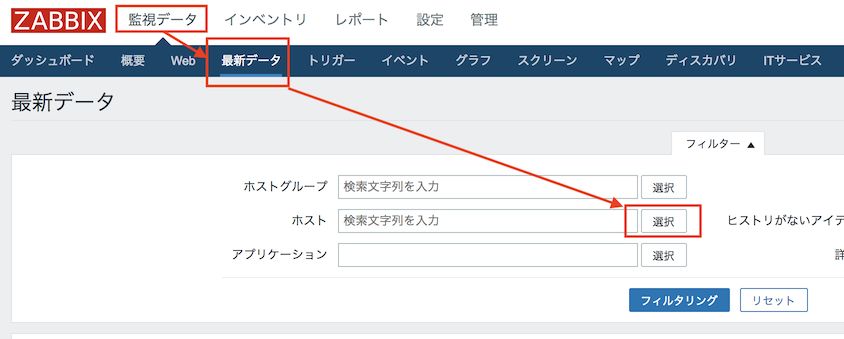 ZABBIX 監視データ インベントリ レポート 設定 管理
ダッシュボード 概要 Web 最新データ トリガー イベント グラフ スクリーン マップ ディスカバリ ITサービス
最新データ
フィルター ▲
ホストグループ 検索文字列を入力 選択
ホスト 検索文字列を入力 選択 ヒストリがないアイテ
アプリケーション 選択 詳
フィルタリング リセット